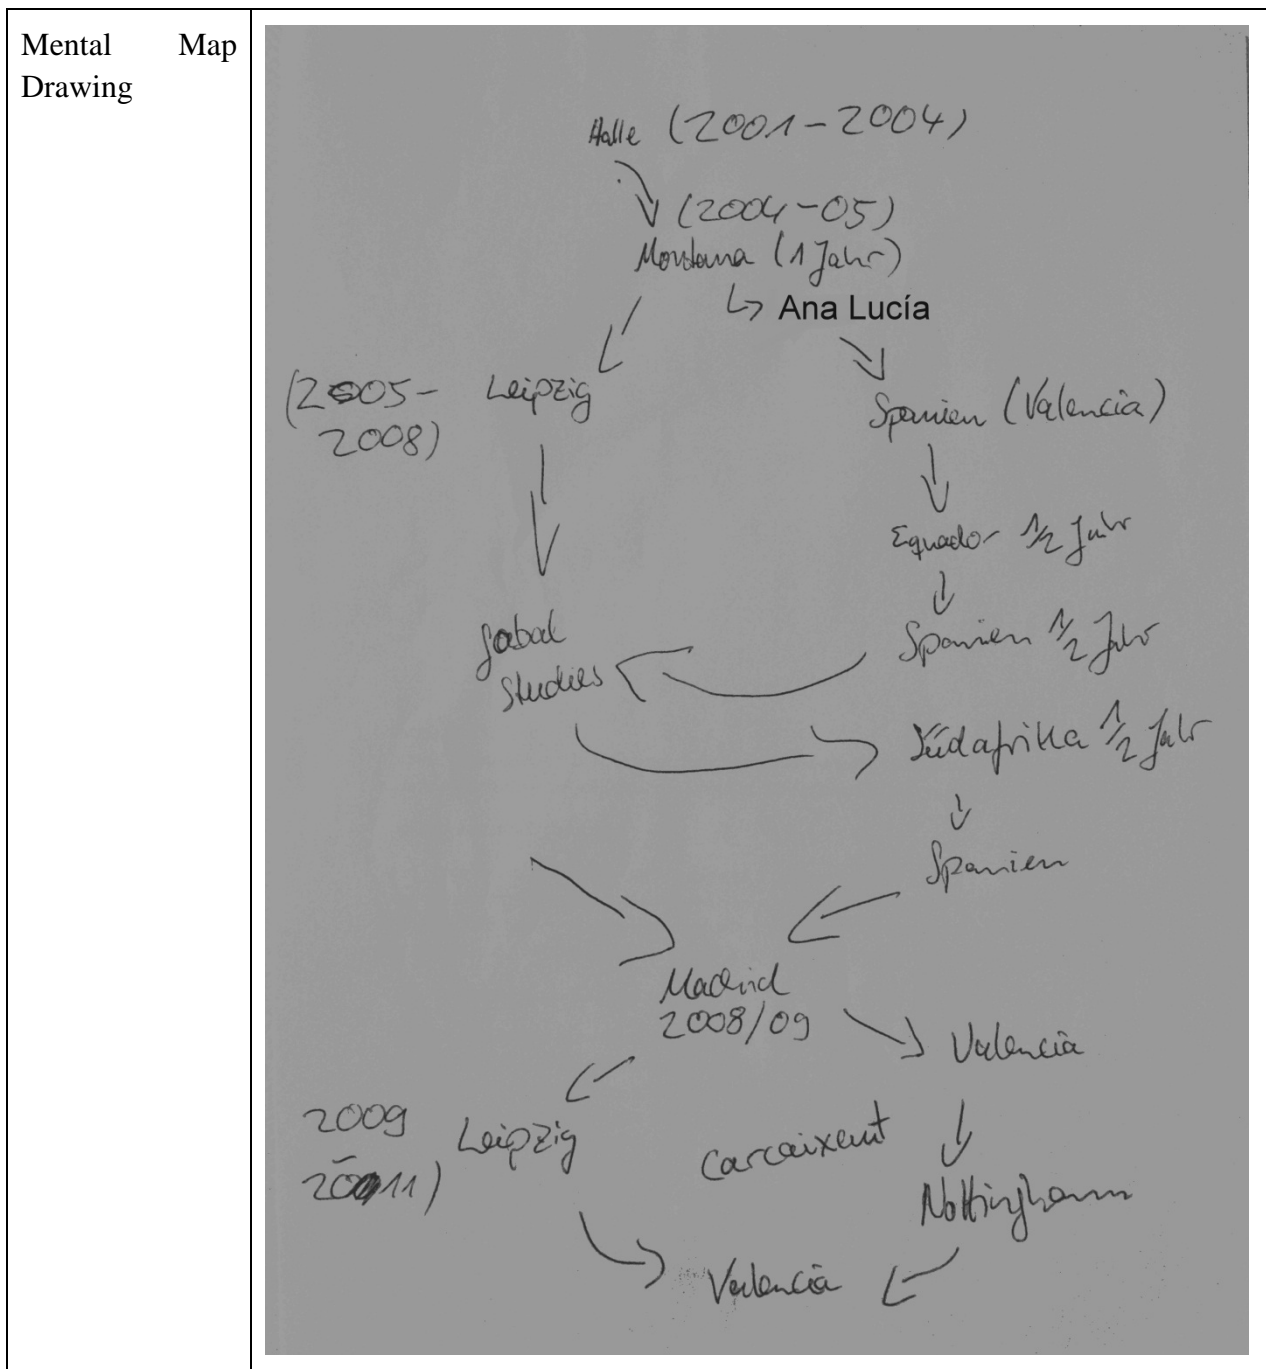 Mental Map
Drawing
Halle (2001-2004)
(2004-05)
Montana (1 Jahr)
Ana Lucía
(2005- Leipzig
2008)
Spanien (Valencia)
Equador 1/2 Jahr
Spanien 1/2 Jahr
Global
Studies
Südafrika 1/2 Jahr
Spanien
Madrid
2008/09
Valencia
2009 Leipzig
- 2011)
Carcaixent
Nottingham
Valencia